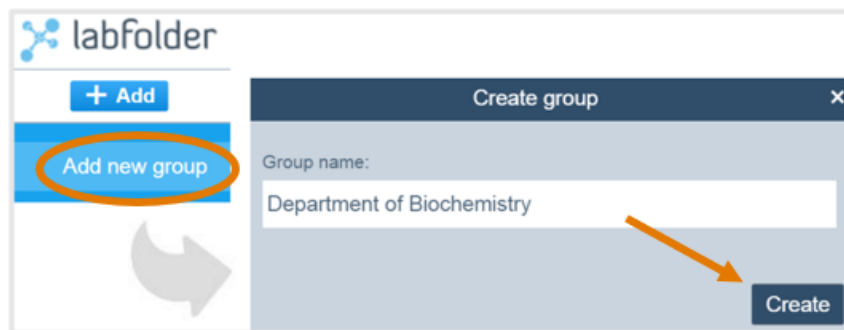 labfolder
+ Add
Add new group
Create group ×
Group name:
Department of Biochemistry
Create